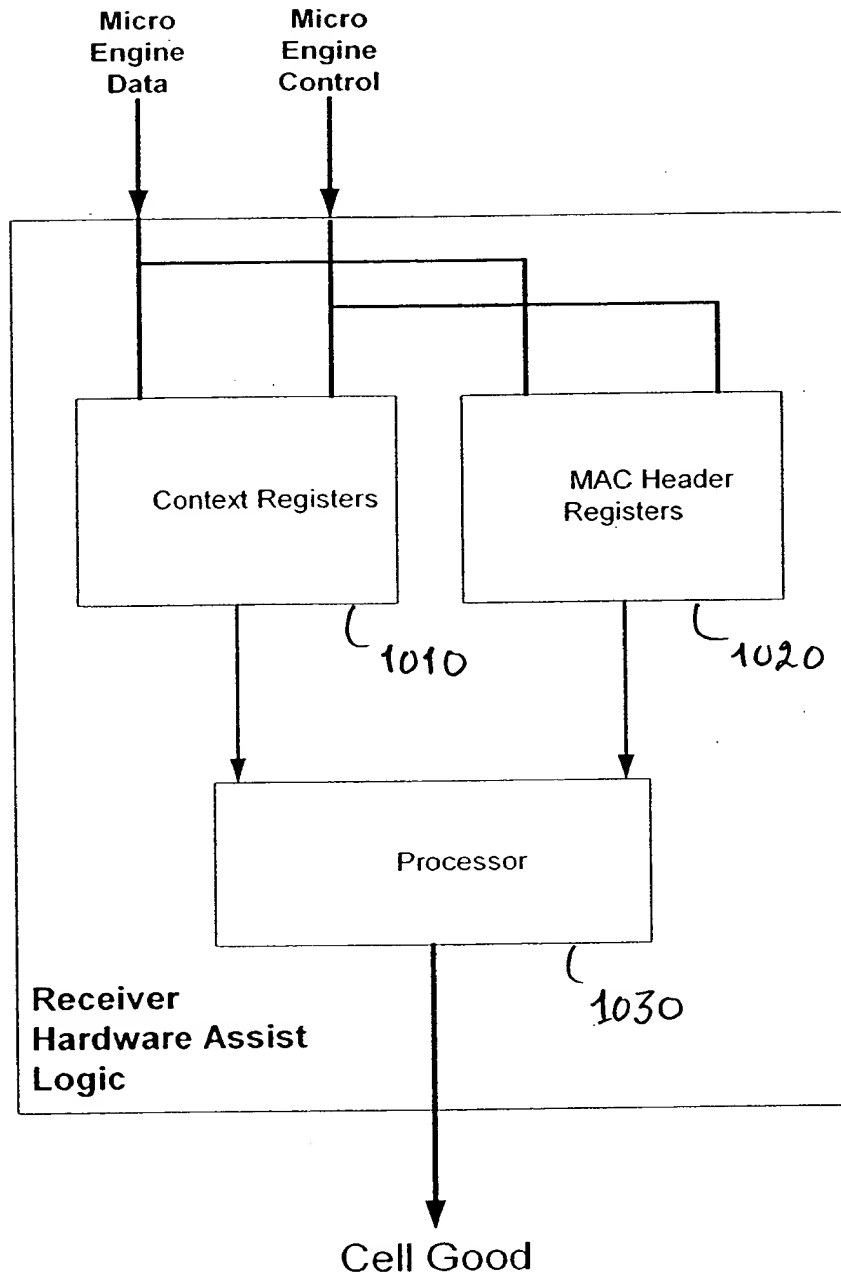 Micro
Engine
Data
Micro
Engine
Control
Context Registers
MAC Header
Registers
1010
1020
Processor
1030
Receiver
Hardware Assist
Logic
Cell Good